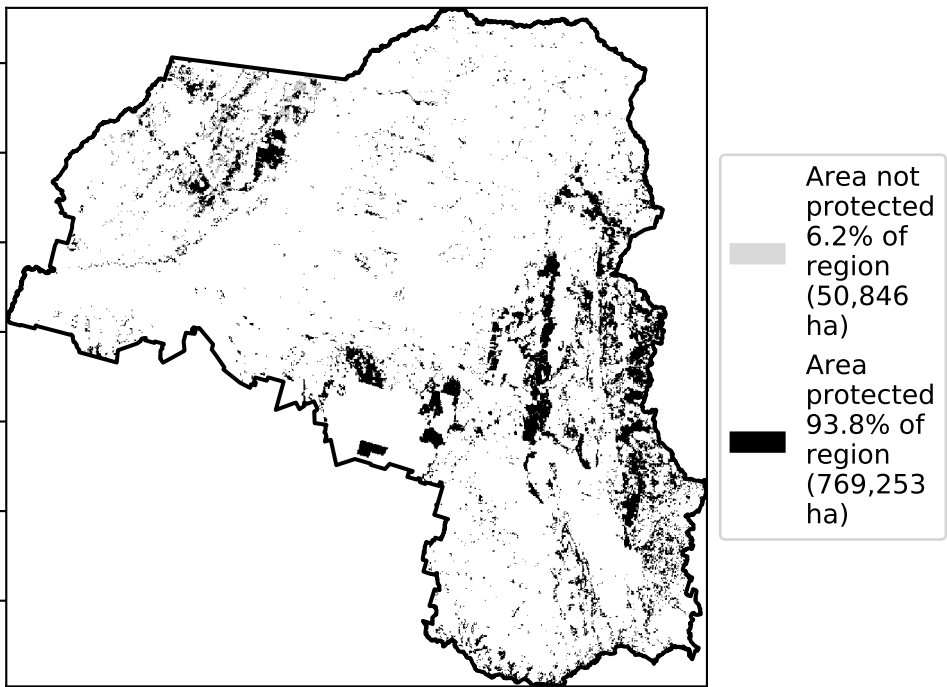 Area not
protected
6.2% of
region
(50,846
ha)
Area
protected
93.8% of
region
(769,253
ha)